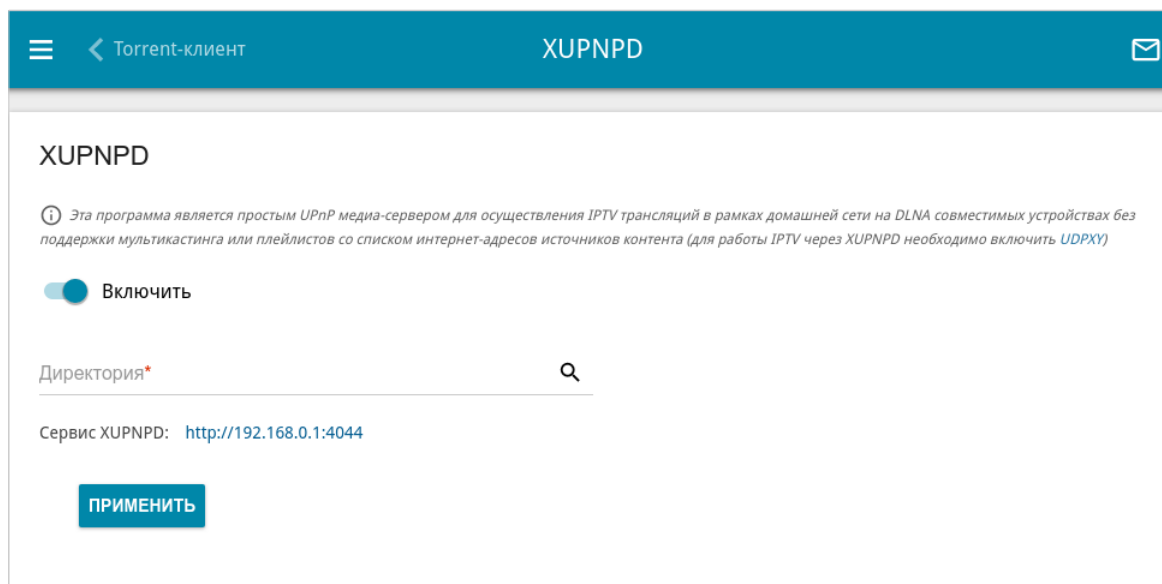 Torrent-клиент
XUPNPD
XUPNPD
Эта программа является простым UPnP медиа-сервером для осуществления IPTV трансляций в рамках домашней сети на DLNA совместимых устройствах без
поддержки мультикастинга или плейлистов со списком интернет-адресов источников контента (для работы IPTV через XUPNPD необходимо включить UDPXY)
Включить
Директория*
Сервис XUPNPD: http://192.168.0.1:4044
ПРИМЕНИТЬ